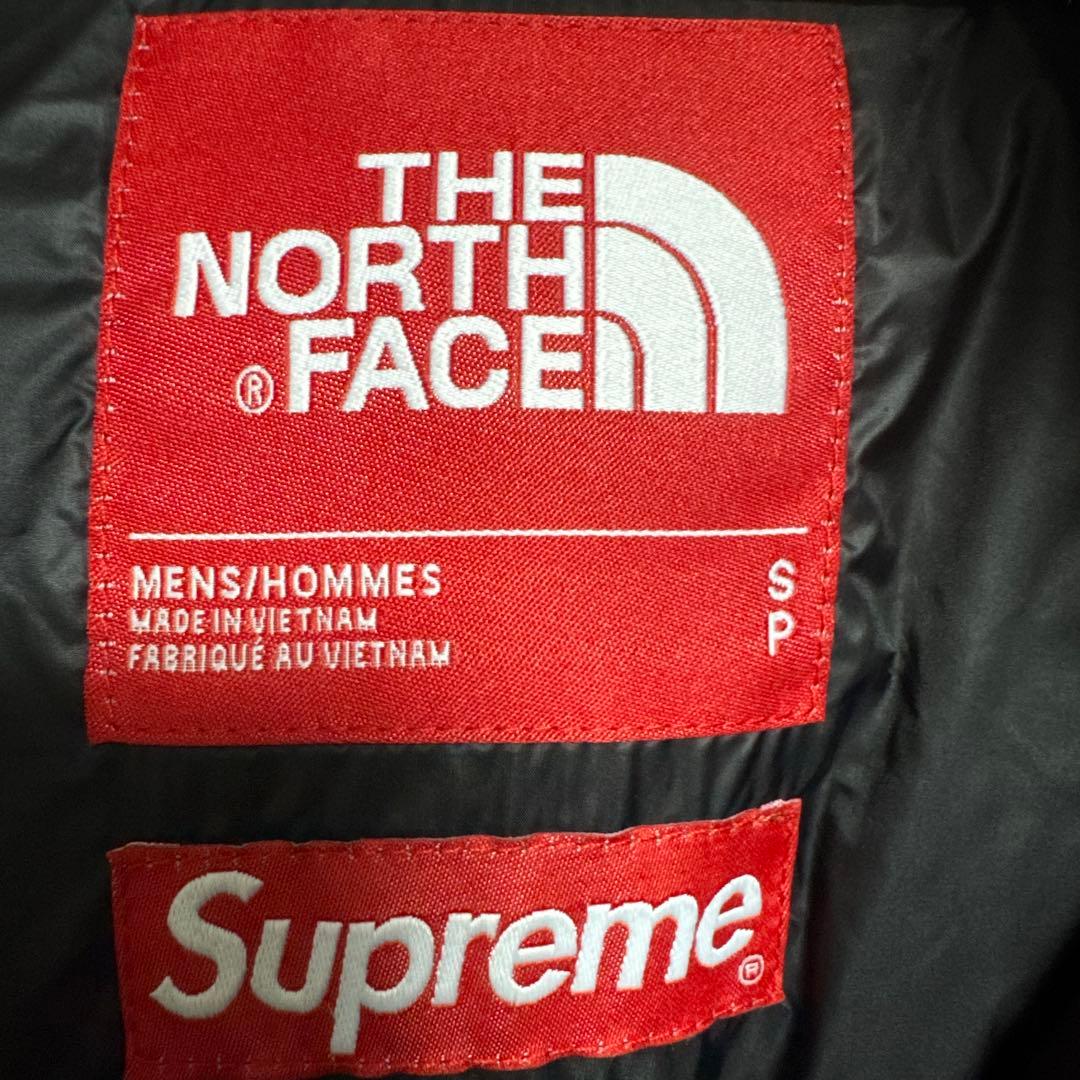 THE
NORTH
® FACE
MENS/HOMMES S
MADE IN VIETNAM P
FABRIQUÉ AU VIETNAM
Supreme ®